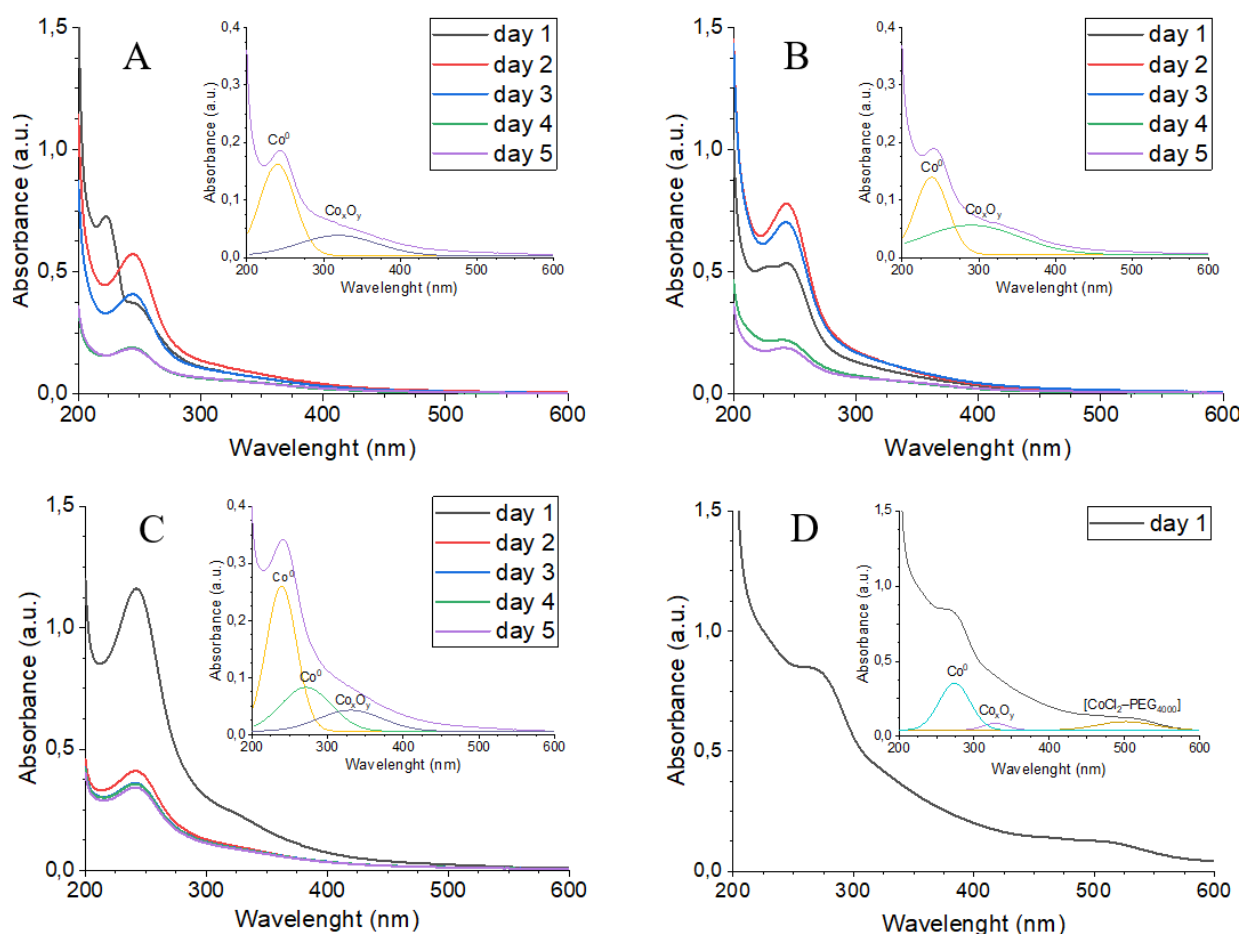 A
day 1
day 2
day 3
day 4
day 5
1,5
1,0
0,5
0,0
200 300 400 500 600
Absorbance (a.u.)
Wavelenght (nm)
0,4
0,3
0,2
0,1
0,0
200 300 400 500 600
Absorbance (a.u.)
Wavelenght (nm)
Co⁰
CoₓOᵧ
B
day 1
day 2
day 3
day 4
day 5
1,5
1,0
0,5
0,0
200 300 400 500 600
Absorbance (a.u.)
Wavelenght (nm)
0,4
0,3
0,2
0,1
0,0
200 300 400 500 600
Absorbance (a.u.)
Wavelenght (nm)
Co⁰
CoₓOᵧ
C
day 1
day 2
day 3
day 4
day 5
1,5
1,0
0,5
0,0
200 300 400 500 600
Absorbance (a.u.)
Wavelenght (nm)
0,4
0,3
0,2
0,1
0,0
200 300 400 500 600
Absorbance (a.u.)
Wavelenght (nm)
Co⁰
Co⁰
CoₓOᵧ
D
day 1
1,5
1,0
0,5
0,0
200 300 400 500 600
Absorbance (a.u.)
Wavelenght (nm)
1,5
1,0
0,5
0,0
200 300 400 500 600
Absorbance (a.u.)
Wavelenght (nm)
Co⁰
CoₓOᵧ
[CoCl₂–PEG₄₀₀₀]